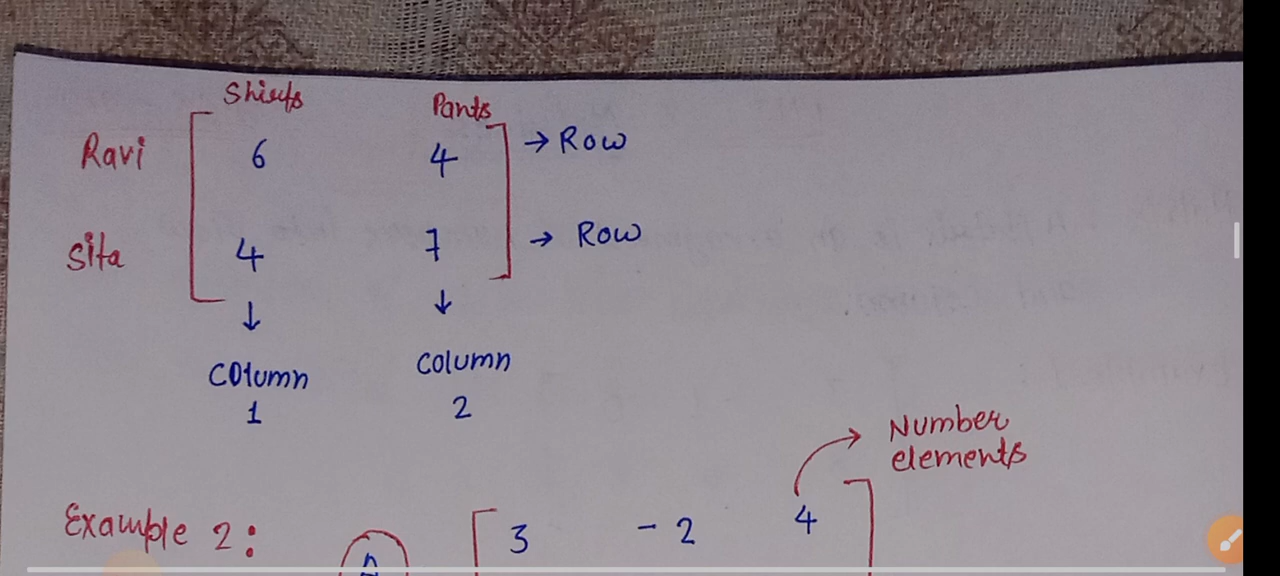 Shirts Pants
Ravi 6 4 → Row
Sita 4 7 → Row
↓ ↓
Column Column
1 2
Number
elements
Example 2: 3 -2 4